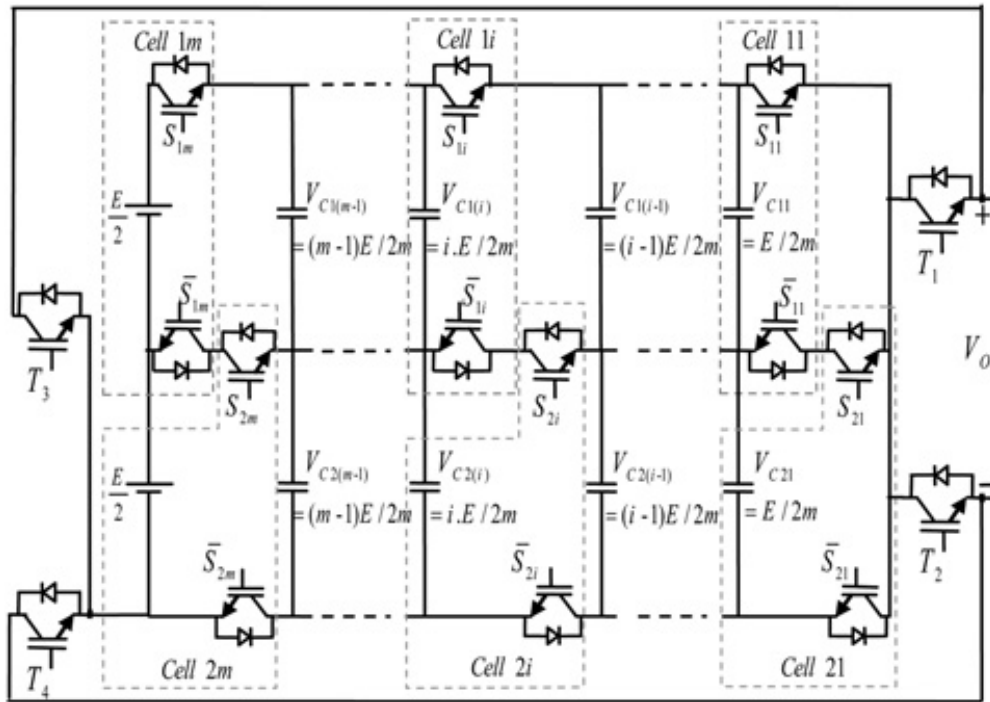 Cell 1m
Cell 1i
Cell 11
S1m
S1i
S11
E/2
VC1(m-1)
=(m-1)E/2m
VC1(i)
=i.E/2m
VC1(i-1)
=(i-1)E/2m
VC11
=E/2m
+
T1
S̅1m
S̅1i
S̅11
T3
S2m
S2i
S21
VO
E/2
VC2(m-1)
=(m-1)E/2m
VC2(i)
=i.E/2m
VC2(i-1)
=(i-1)E/2m
VC21
=E/2m
-
T2
S̅2m
S̅2i
S̅21
T4
Cell 2m
Cell 2i
Cell 21